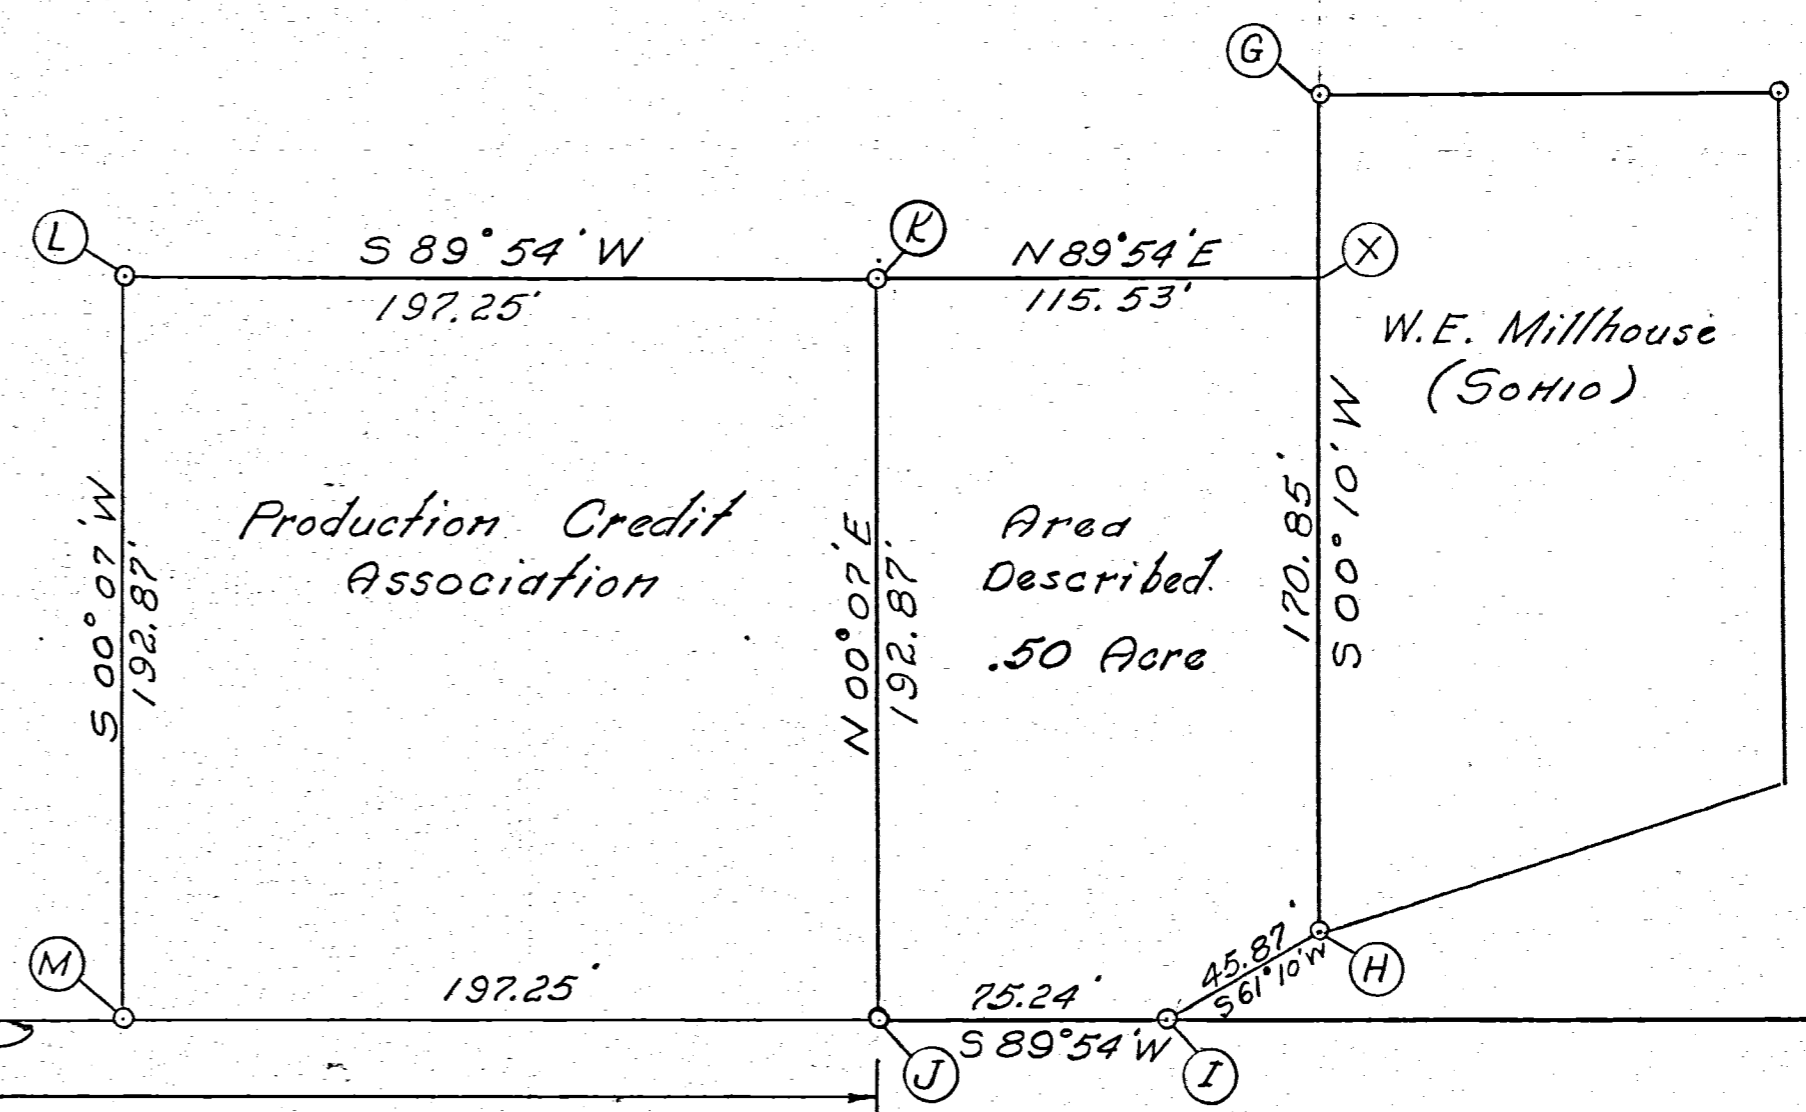 G
L
S 89° 54' W
197.25'
K
N 89° 54' E
115.53'
X
W.E. Millhouse
(SOHIO)
S 00° 07' W
192.87'
Production Credit
Association
N 00° 07' E
192.87'
Area
Described.
.50 Acre
170.85'
S 00° 10' W
M
197.25'
75.24'
S 89° 54' W
45.87'
S 61° 10' W
H
J
I